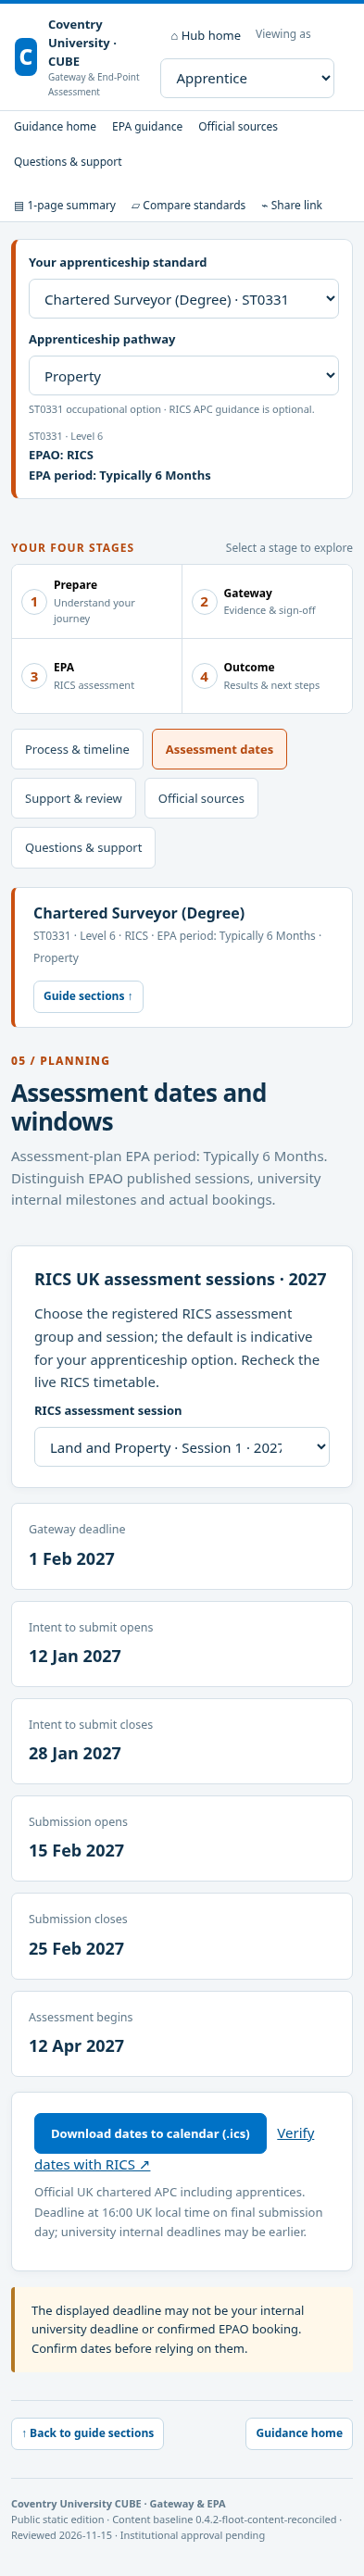 C
Coventry
University ·
CUBE
Gateway & End-Point
Assessment
⌂ Hub home
Viewing as
Apprentice
Guidance home
EPA guidance
Official sources
Questions & support
▤ 1-page summary
▱ Compare standards
⌁ Share link
Your apprenticeship standard
Chartered Surveyor (Degree) · ST0331
Apprenticeship pathway
Property
ST0331 occupational option · RICS APC guidance is optional.
ST0331 · Level 6
EPAO: RICS
EPA period: Typically 6 Months
YOUR FOUR STAGES
Select a stage to explore
1
Prepare
Understand your
journey
2
Gateway
Evidence & sign-off
3
EPA
RICS assessment
4
Outcome
Results & next steps
Process & timeline
Assessment dates
Support & review
Official sources
Questions & support
Chartered Surveyor (Degree)
ST0331 · Level 6 · RICS · EPA period: Typically 6 Months ·
Property
Guide sections ↑
05 / PLANNING
Assessment dates and
windows
Assessment-plan EPA period: Typically 6 Months.
Distinguish EPAO published sessions, university
internal milestones and actual bookings.
RICS UK assessment sessions · 2027
Choose the registered RICS assessment
group and session; the default is indicative
for your apprenticeship option. Recheck the
live RICS timetable.
RICS assessment session
Land and Property · Session 1 · 2027
Gateway deadline
1 Feb 2027
Intent to submit opens
12 Jan 2027
Intent to submit closes
28 Jan 2027
Submission opens
15 Feb 2027
Submission closes
25 Feb 2027
Assessment begins
12 Apr 2027
Download dates to calendar (.ics)
Verify
dates with RICS ↗
Official UK chartered APC including apprentices.
Deadline at 16:00 UK local time on final submission
day; university internal deadlines may be earlier.
The displayed deadline may not be your internal
university deadline or confirmed EPAO booking.
Confirm dates before relying on them.
↑ Back to guide sections
Guidance home
Coventry University CUBE · Gateway & EPA
Public static edition · Content baseline 0.4.2-floot-content-reconciled ·
Reviewed 2026-11-15 · Institutional approval pending